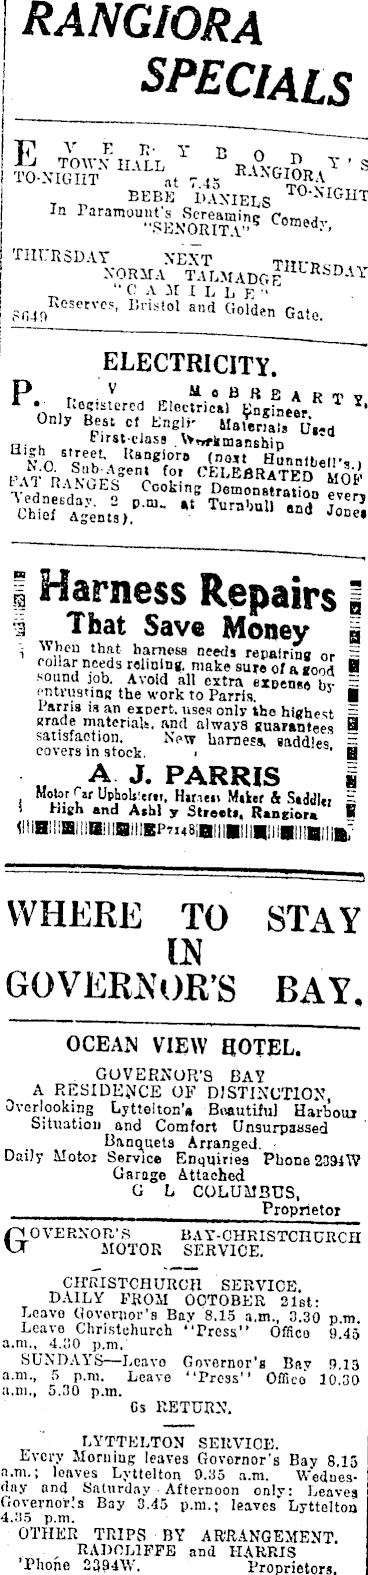 RANGIORA
SPECIALS
EVERYBODY'S
TOWN HALL RANGIORA
TO-NIGHT at 7.45 TO-NIGHT
BEBE DANIELS
In Paramount's Screaming Comedy,
"SENORITA"
THURSDAY NEXT THURSDAY
NORMA TALMADGE
"CAMILLE"
Reserves, Bristol and Golden Gate.
8649
ELECTRICITY.
P. V McBREARTY,
Registered Electrical Engineer.
Only Best of Engli Materials Used
First-class Workmanship
High street, Rangiora (next Hunnibell's.)
N.C. Sub-Agent for CELEBRATED MOF
FAT RANGES Cooking Demonstration every
Wednesday, 2 p.m., at Turnbull and Jones
Chief Agents).
Harness Repairs
That Save Money
When that harness needs repairing or
collar needs relining, make sure of a good
sound job. Avoid all extra expense by
entrusting the work to Parris.
Parris is an expert, uses only the highest
grade materials, and always guarantees
satisfaction. New harness, saddles,
covers in stock.
A. J. PARRIS
Motor Car Upholsterer, Harness Maker & Saddler
High and Ashl y Streets, Rangiora
P7148
WHERE TO STAY
IN
GOVERNOR'S BAY.
OCEAN VIEW HOTEL.
GOVERNOR'S BAY
A RESIDENCE OF DISTINCTION,
Overlooking Lyttelton's Beautiful Harbour
Situation and Comfort Unsurpassed
Banquets Arranged.
Daily Motor Service Enquiries Phone 2394W
Garage Attached
G L COLUMBUS,
Proprietor
GOVERNOR'S BAY-CHRISTCHURCH
MOTOR SERVICE.
CHRISTCHURCH SERVICE.
DAILY FROM OCTOBER 21st:
Leave Governor's Bay 8.15 a.m., 3.30 p.m.
Leave Christchurch "Press" Office 9.45
a.m., 4.30 p.m.
SUNDAYS—Leave Governor's Bay 9.15
a.m., 5 p.m. Leave "Press" Office 10.30
a.m., 5.30 p.m.
6s RETURN.
LYTTELTON SERVICE.
Every Morning leaves Governor's Bay 8.15
a.m.; leaves Lyttelton 9.35 a.m. Wednes-
day and Saturday Afternoon only: Leaves
Governor's Bay 3.45 p.m.; leaves Lyttelton
4.35 p.m.
OTHER TRIPS BY ARRANGEMENT.
RADCLIFFE and HARRIS
'Phone 2394W. Proprietors.